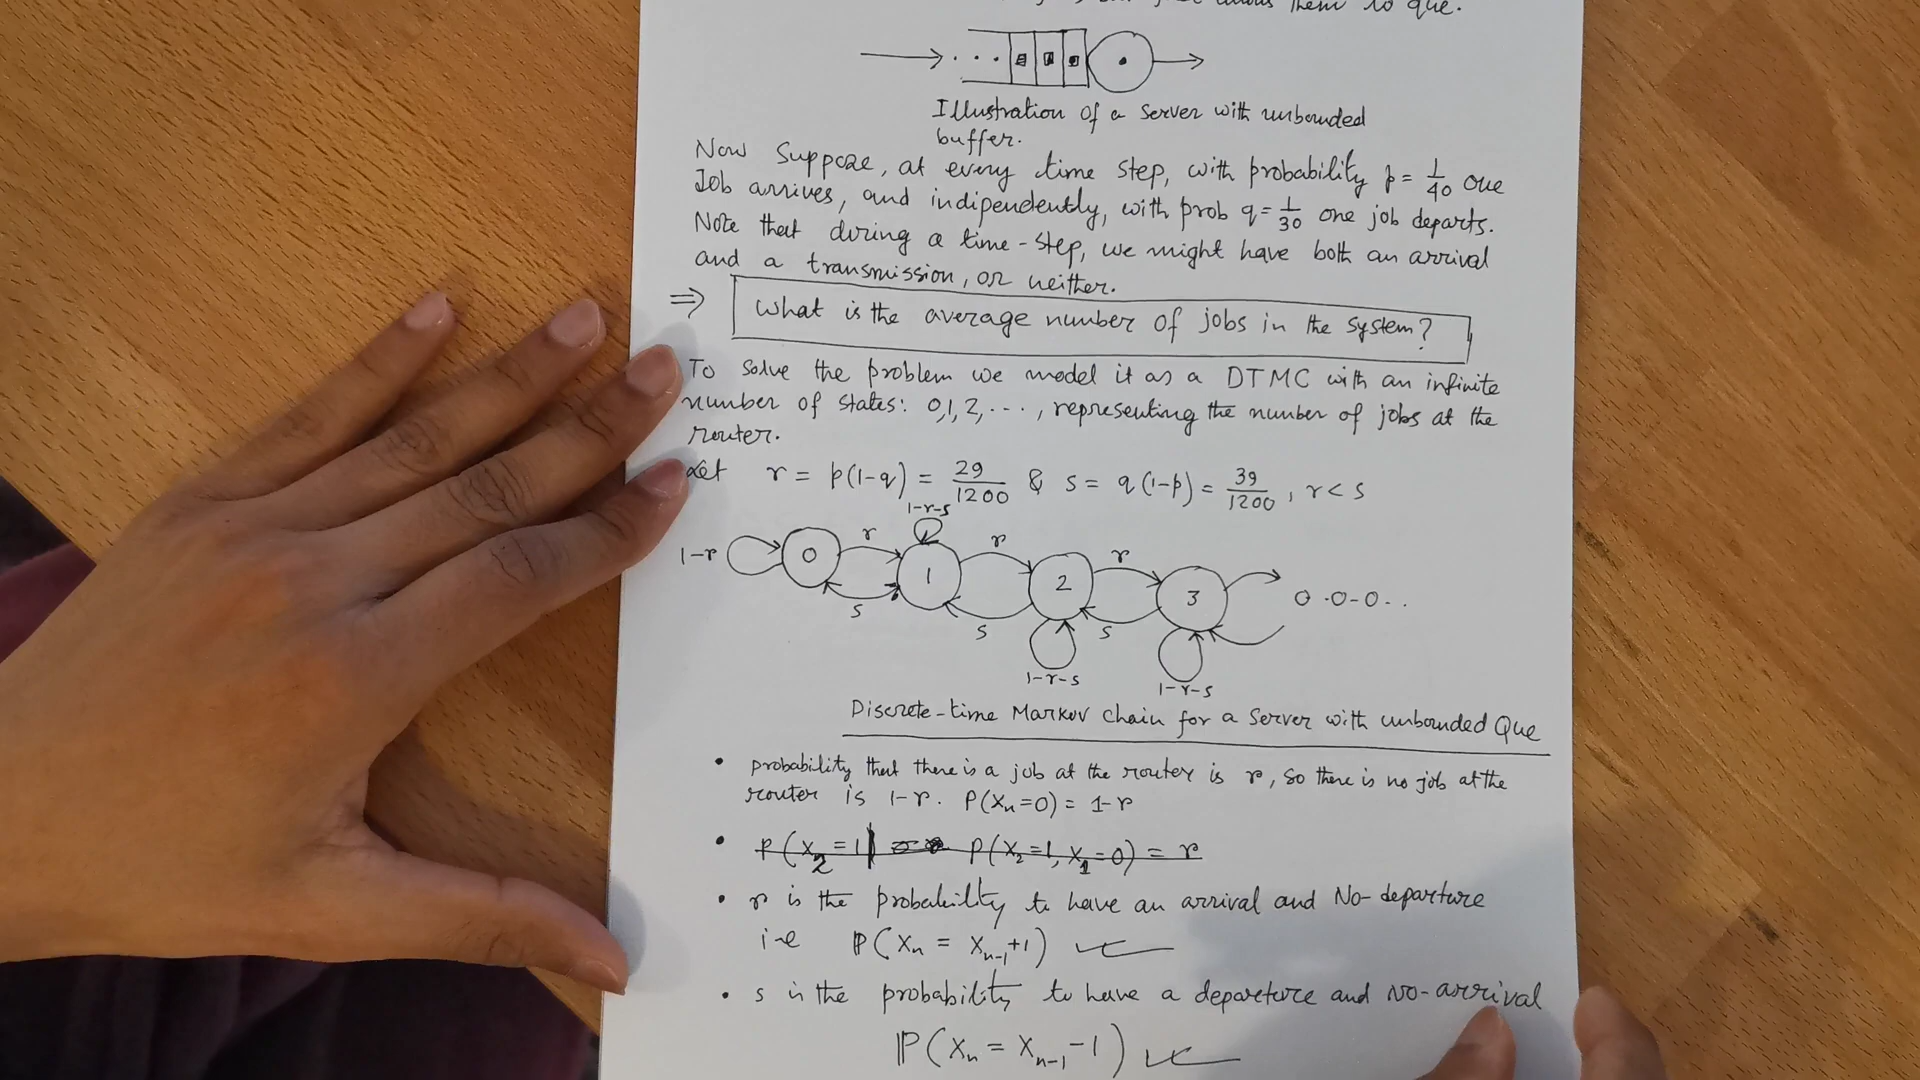 them to que.
Illustration of a Server with unbounded
buffer.
Now Suppose, at every time step, with probability p = 1/40 one
Job arrives, and indipendently, with prob q = 1/30 one job departs.
Note that during a time-step, we might have both an arrival
and a transmission, or neither.
⇒ What is the average number of jobs in the system?
To solve the problem we model it as a DTMC with an infinite
number of states: 0,1,2,..., representing the number of jobs at the
router.
Let r = p(1-q) = 29/1200 & s = q(1-p) = 39/1200, r < s
1-r-s
1-r 0 r 1 r 2 r 3 0 -0-0- . .
s s s
1-r-s 1-r-s
Discrete-time Markov Chain for a Server with unbounded Que
• probability that there is a job at the router is r, so there is no job at the
router is 1-r. P(Xn=0) = 1-r
• P(X2=1| P(X2=1, X1=0) = r
• r is the probability to have an arrival and No-departure
i-e P(Xn = Xn-1+1)
• s is the probability to have a departure and No-arrival
P(Xn = Xn-1-1)